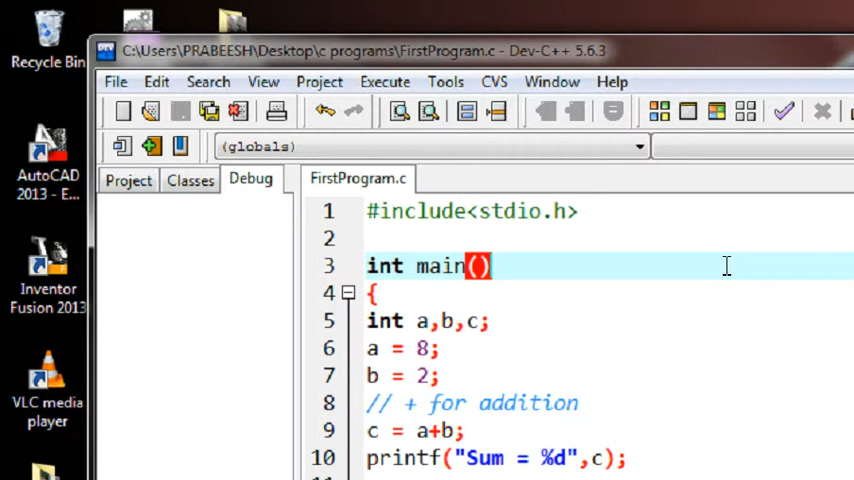 Recycle Bin
AutoCAD
2013 - E...
Inventor
Fusion 2013
VLC media
player
C:\Users\PRABEESH\Desktop\c programs\FirstProgram.c - Dev-C++ 5.6.3
File Edit Search View Project Execute Tools CVS Window Help
(globals)
Project Classes Debug
FirstProgram.c
1 #include<stdio.h>
2
3 int main()
4 {
5 int a,b,c;
6 a = 8;
7 b = 2;
8 // + for addition
9 c = a+b;
10 printf("Sum = %d",c);